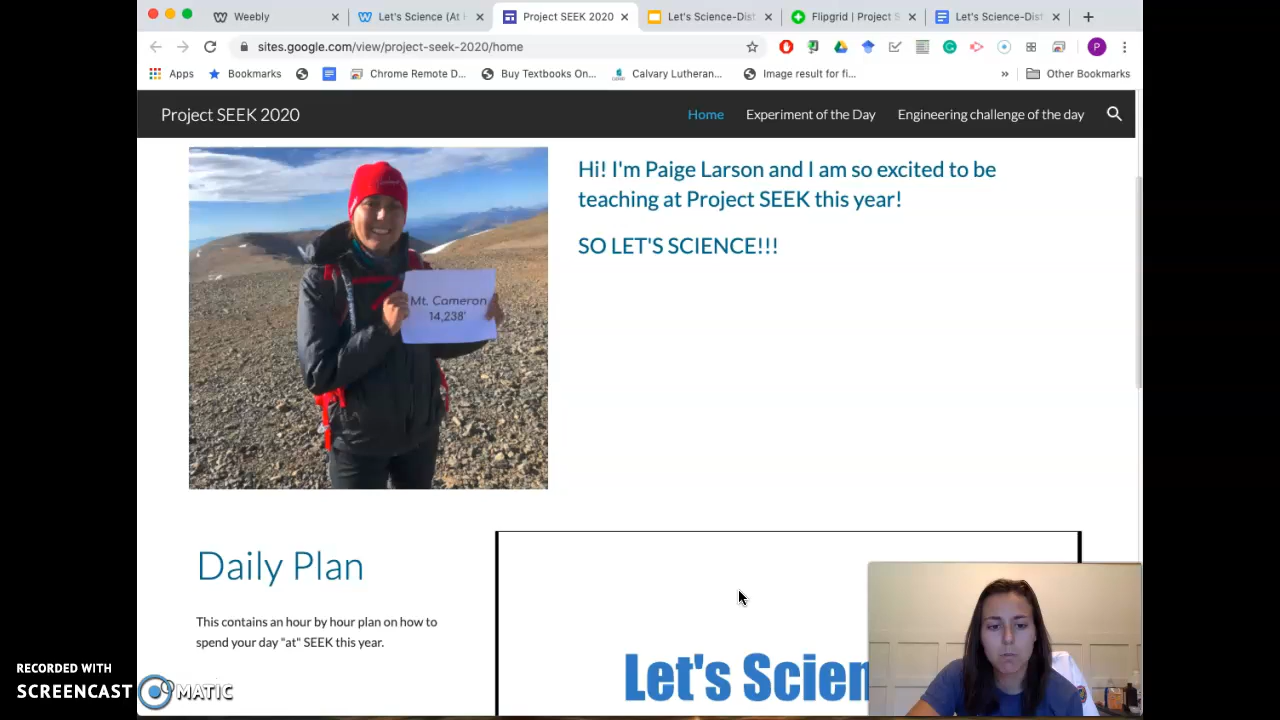 Weebly
Let's Science (At H
Project SEEK 2020
Let's Science-Dist
Flipgrid | Project S
Let's Science-Dist
sites.google.com/view/project-seek-2020/home
P
Apps
Bookmarks
Chrome Remote D...
Buy Textbooks On...
Calvary Lutheran...
Image result for fi...
»
Other Bookmarks
Project SEEK 2020
Home
Experiment of the Day
Engineering challenge of the day
Hi! I'm Paige Larson and I am so excited to be
teaching at Project SEEK this year!
SO LET'S SCIENCE!!!
Mt. Cameron
14,238'
Daily Plan
This contains an hour by hour plan on how to
spend your day "at" SEEK this year.
Let's Scien
RECORDED WITH
SCREENCAST MATIC